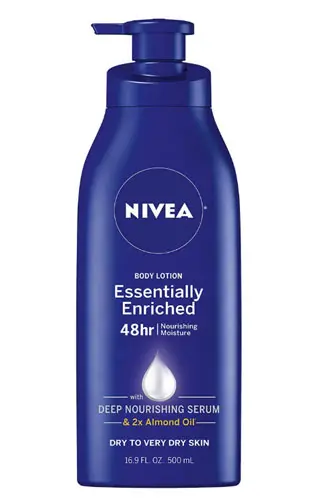 NIVEA
BODY LOTION
Essentially
Enriched
48hr | Nourishing
Moisture
with
DEEP NOURISHING SERUM
& 2x Almond Oil
DRY TO VERY DRY SKIN
16.9 FL. OZ. 500 mL